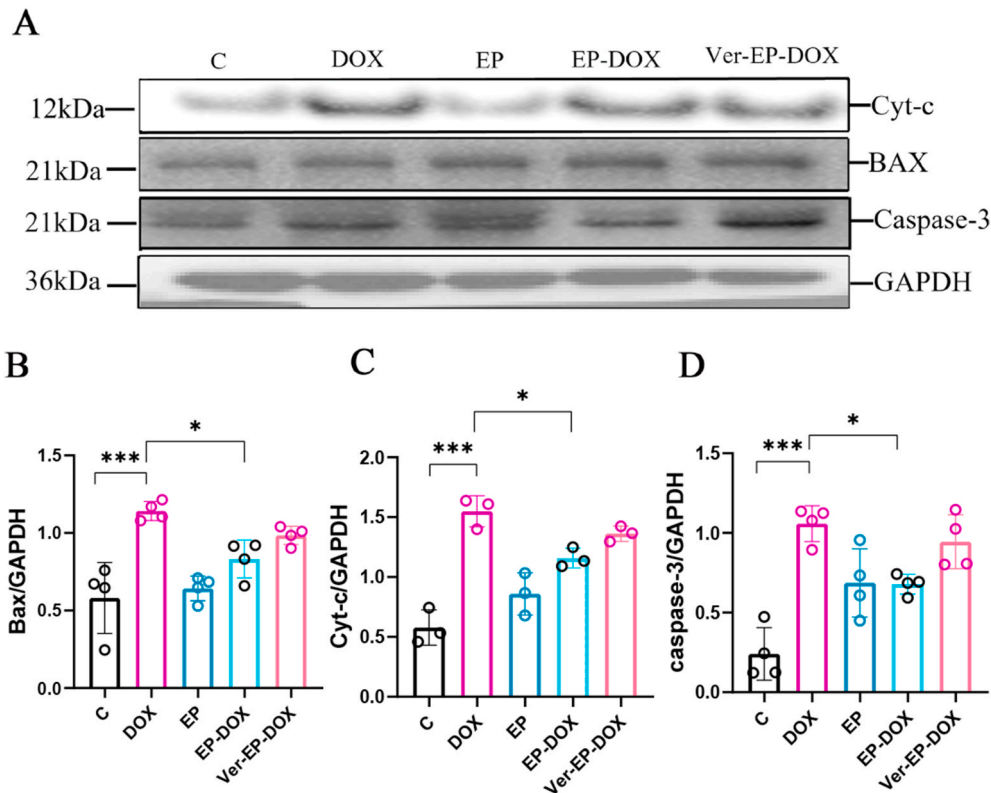 A
C DOX EP EP-DOX Ver-EP-DOX
12kDa Cyt-c
21kDa BAX
21kDa Caspase-3
36kDa GAPDH
B
Bax/GAPDH
1.5
1.0
0.5
0.0
*
***
C DOX EP EP-DOX Ver-EP-DOX
C
Cyt-c/GAPDH
2.0
1.5
1.0
0.5
0.0
*
***
C DOX EP EP-DOX Ver-EP-DOX
D
caspase-3/GAPDH
1.5
1.0
0.5
0.0
*
***
C DOX EP EP-DOX Ver-EP-DOX